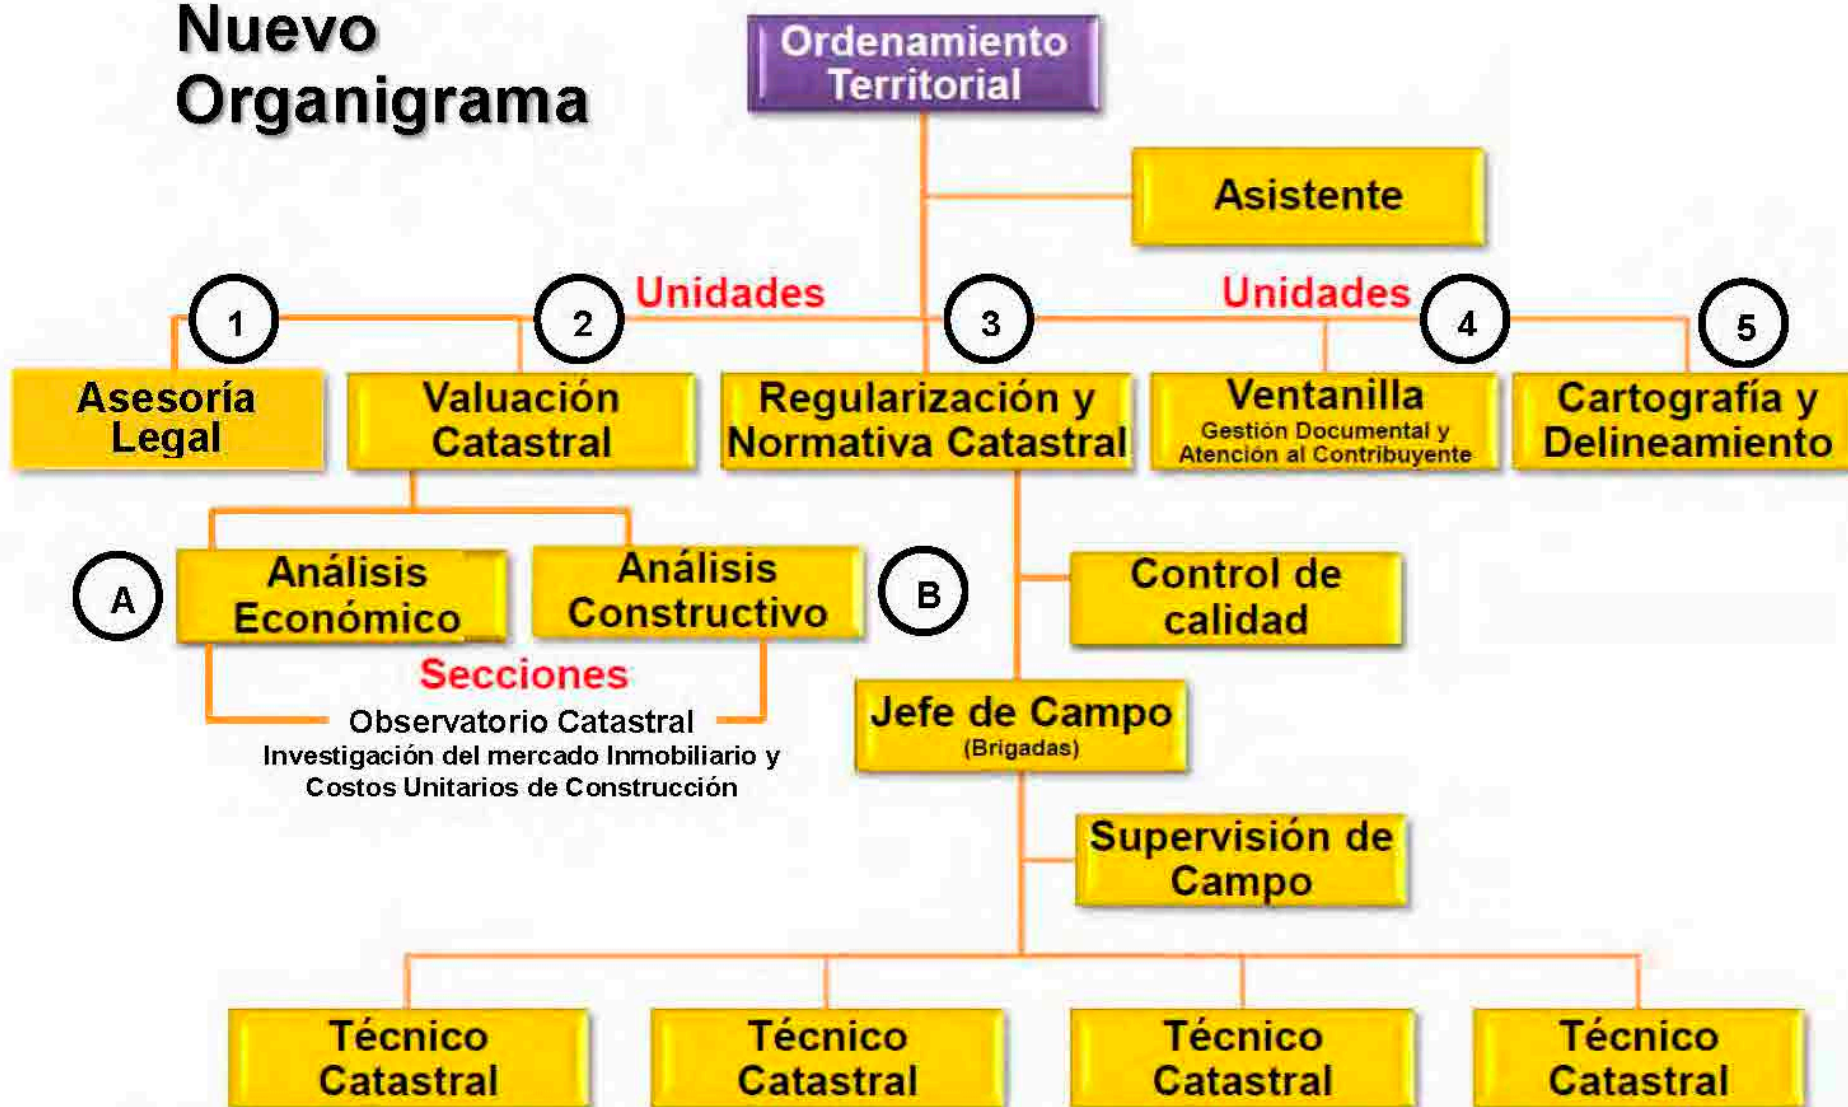 Nuevo
Organigrama
Ordenamiento
Territorial
Asistente
Unidades
Unidades
1
2
3
4
5
Asesoría
Legal
Valuación
Catastral
Regularización y
Normativa Catastral
Ventanilla
Gestión Documental y
Atención al Contribuyente
Cartografía y
Delineamiento
A
Análisis
Económico
Análisis
Constructivo
B
Control de
calidad
Secciones
Observatorio Catastral
Investigación del mercado Inmobiliario y
Costos Unitarios de Construcción
Jefe de Campo
(Brigadas)
Supervisión de
Campo
Técnico
Catastral
Técnico
Catastral
Técnico
Catastral
Técnico
Catastral